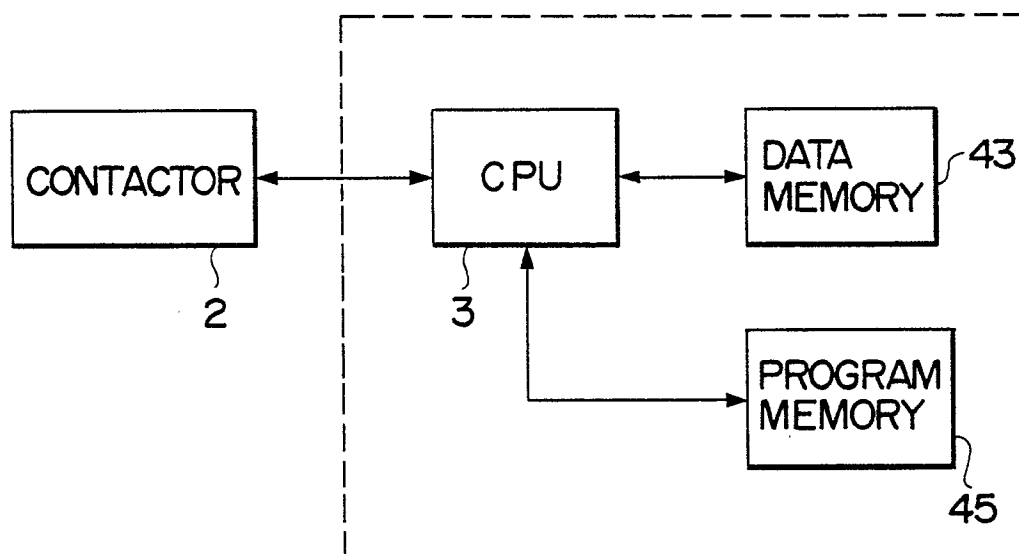 CONTACTOR
2
CPU
3
DATA
MEMORY
43
PROGRAM
MEMORY
45